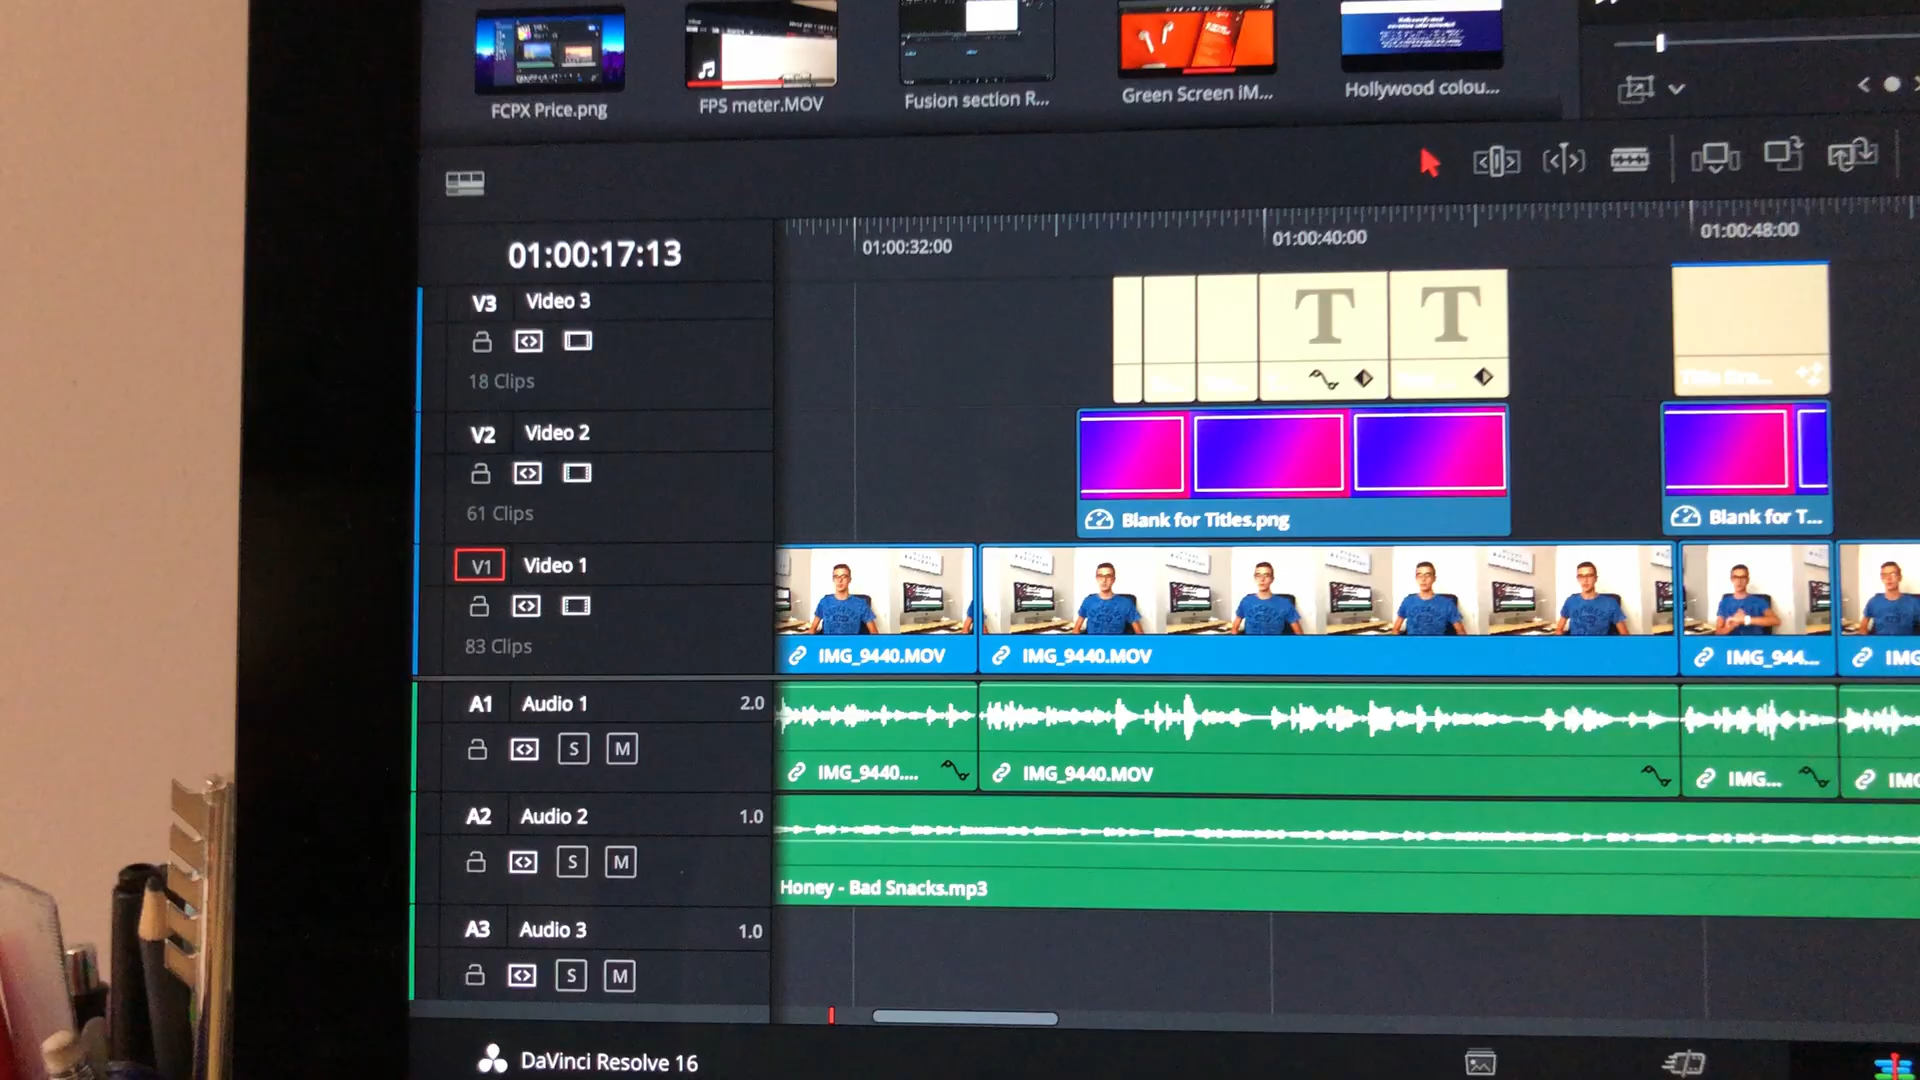 FCPX Price.png
FPS meter.MOV
Fusion section R...
Green Screen iM...
Hollywood colou...
01:00:17:13
01:00:32:00
01:00:40:00
01:00:48:00
V3 Video 3
18 Clips
T
T
V2 Video 2
61 Clips
Blank for Titles.png
Blank for T...
V1 Video 1
83 Clips
IMG_9440.MOV
IMG_9440.MOV
IMG_944...
IMG
A1 Audio 1 2.0
S M
IMG_9440....
IMG_9440.MOV
IMG...
IMG
A2 Audio 2 1.0
S M
Honey - Bad Snacks.mp3
A3 Audio 3 1.0
S M
DaVinci Resolve 16